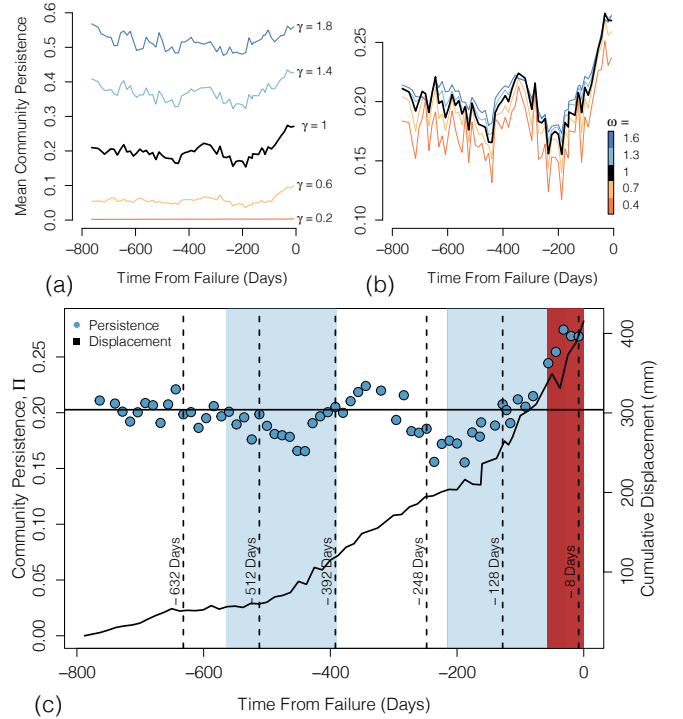 Mean Community Persistence
0.0 0.1 0.2 0.3 0.4 0.5 0.6
γ = 1.8
γ = 1.4
γ = 1
γ = 0.6
γ = 0.2
−800 −600 −400 −200 0
Time From Failure (Days)
(a)
0.10 0.15 0.20 0.25
ω =
1.6
1.3
1
0.7
0.4
−800 −600 −400 −200 0
Time From Failure (Days)
(b)
Persistence
Displacement
Community Persistence, Π
0.00 0.05 0.10 0.15 0.20 0.25
− 632 Days
− 512 Days
− 392 Days
− 248 Days
− 128 Days
− 8 Days
100 200 300 400
Cumulative Displacement (mm)
−800 −600 −400 −200 0
Time From Failure (Days)
(c)